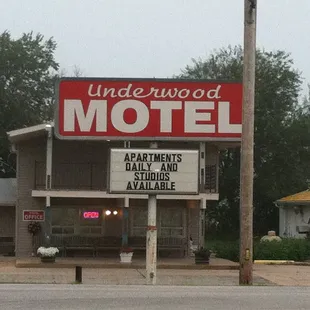 Underwood
MOTEL
APARTMENTS
DAILY AND
STUDIOS
AVAILABLE
OFFICE
OPEN